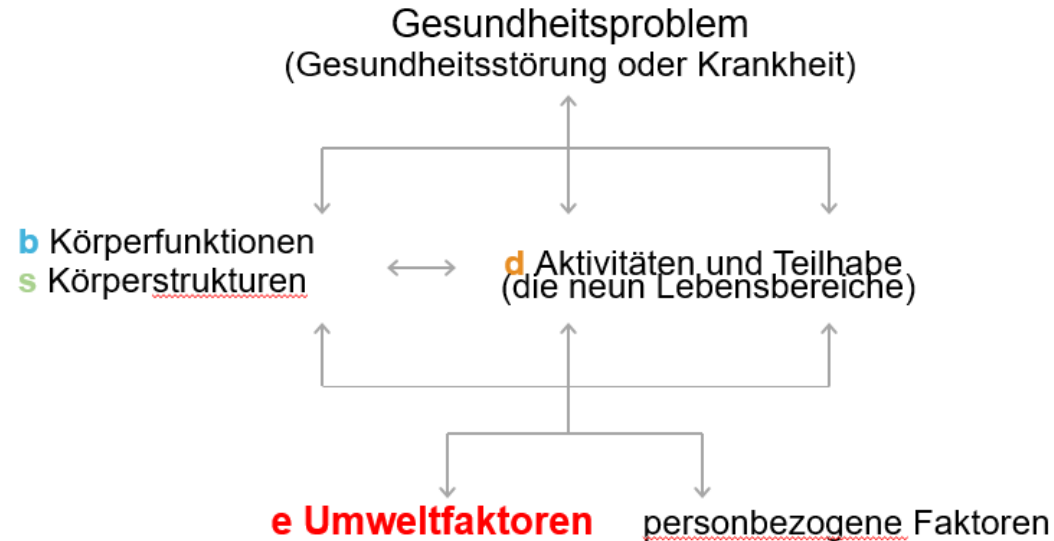 Gesundheitsproblem
(Gesundheitsstörung oder Krankheit)
b Körperfunktionen
s Körperstrukturen
d Aktivitäten und Teilhabe
(die neun Lebensbereiche)
e Umweltfaktoren
personbezogene Faktoren